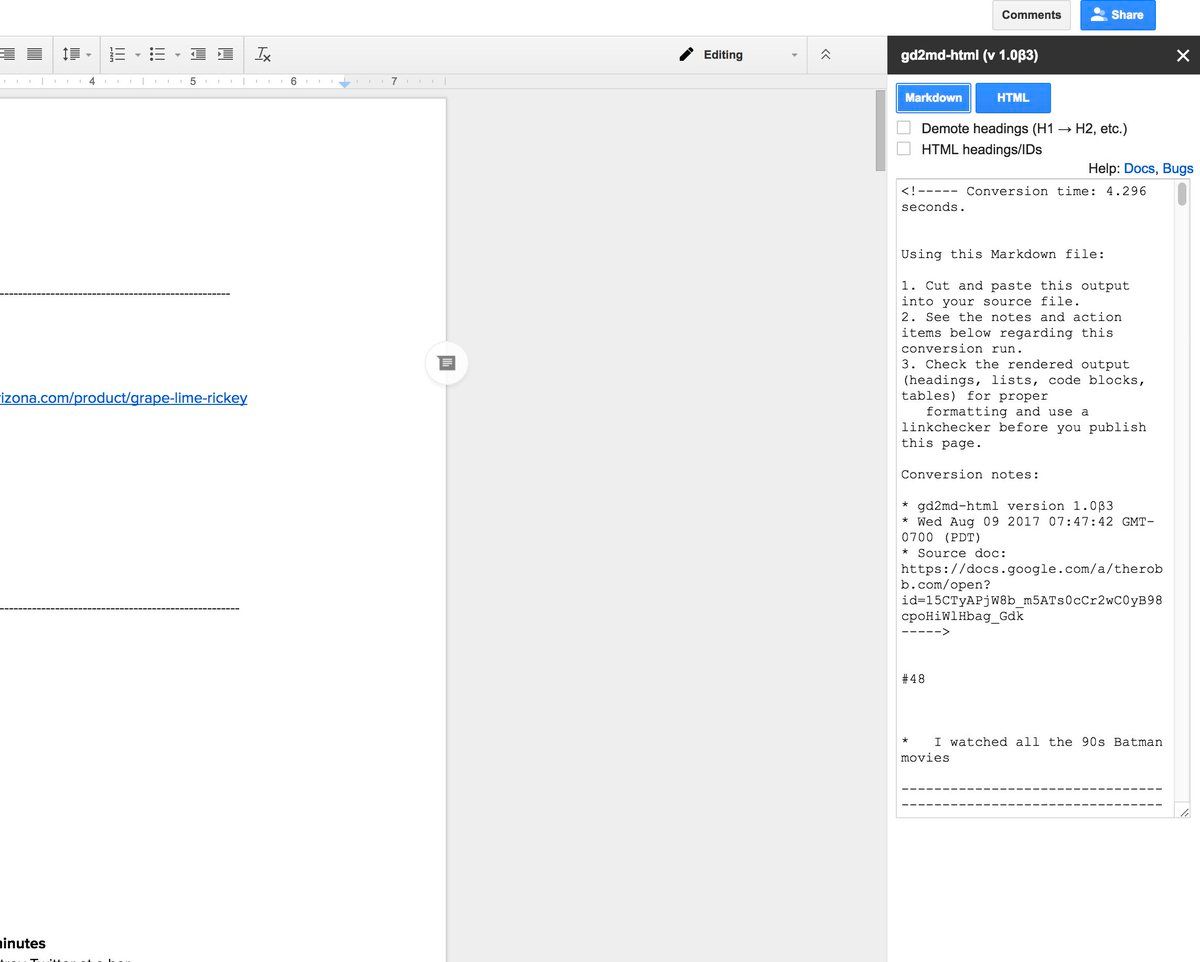 Comments
Share
Editing
gd2md-html (v 1.0β3)
4 5 6 7
Markdown
HTML
Demote headings (H1 → H2, etc.)
HTML headings/IDs
Help: Docs, Bugs
<!----- Conversion time: 4.296
seconds.
Using this Markdown file:
1. Cut and paste this output
into your source file.
2. See the notes and action
items below regarding this
conversion run.
3. Check the rendered output
(headings, lists, code blocks,
tables) for proper
formatting and use a
linkchecker before you publish
this page.
Conversion notes:
* gd2md-html version 1.0β3
* Wed Aug 09 2017 07:47:42 GMT-
0700 (PDT)
* Source doc:
https://docs.google.com/a/therob
b.com/open?
id=15CTyAPjW8b_m5ATs0cCr2wC0yB98
cpoHiWlHbag_Gdk
----->
#48
* I watched all the 90s Batman
movies
--------------------------------
--------------------------------
izona.com/product/grape-lime-rickey
inutes